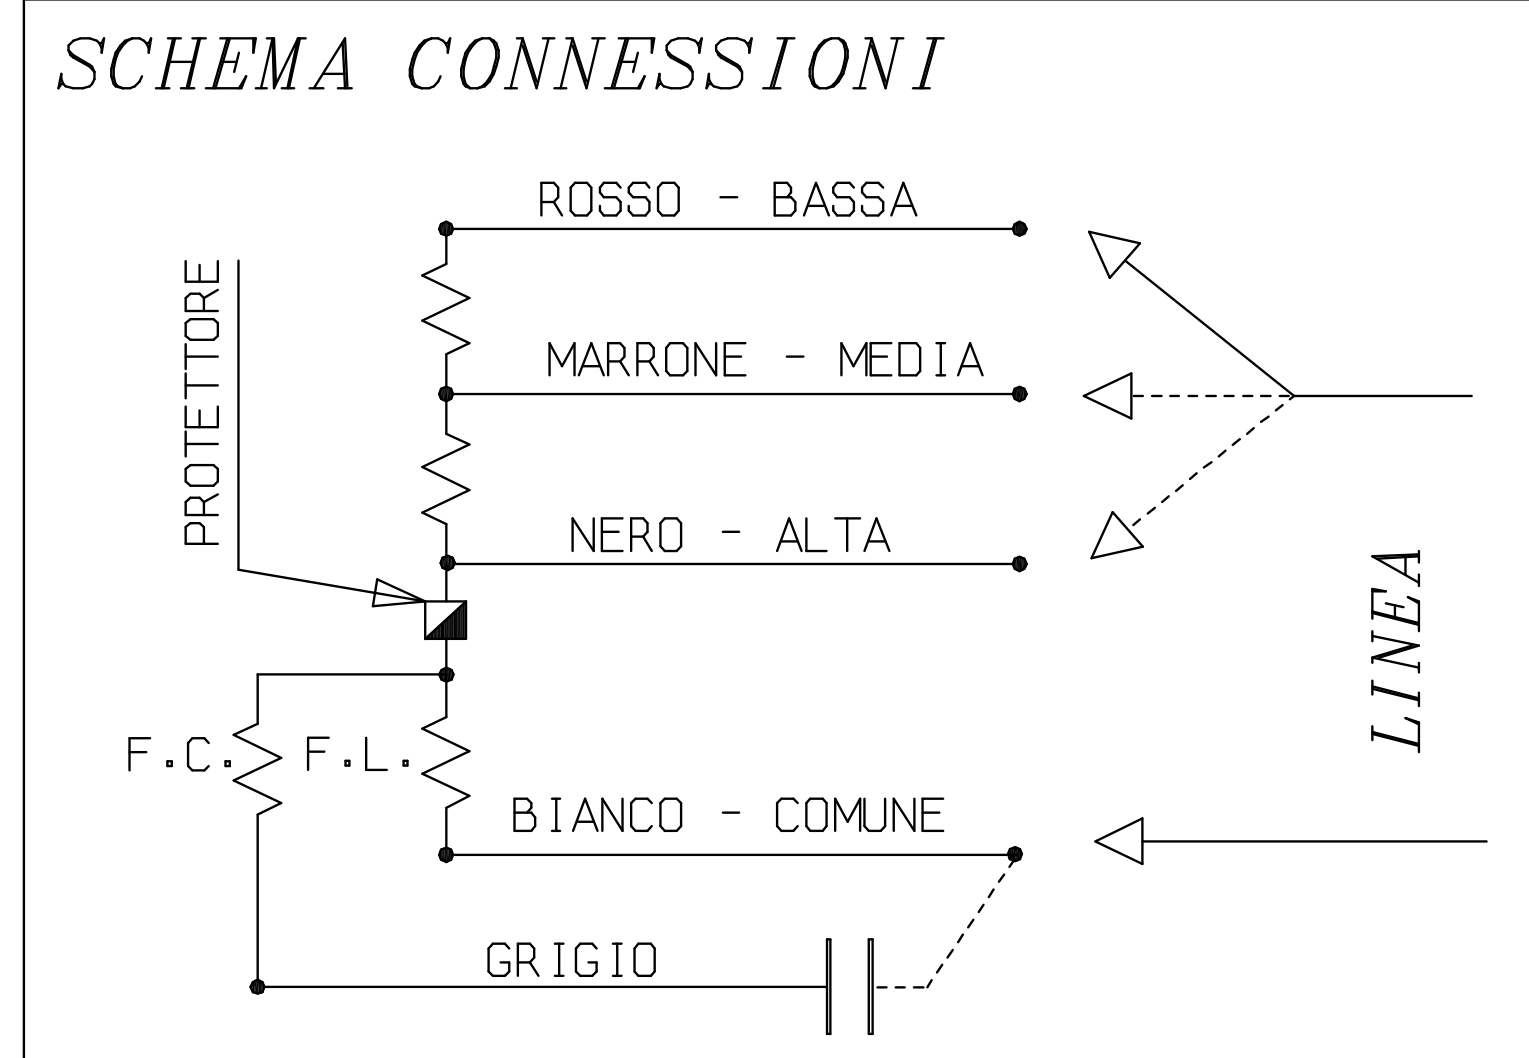 SCHEMA CONNESSIONI
ROSSO - BASSA
PROTETTORE
MARRONE - MEDIA
NERO - ALTA
LINEA
F.C.
F.L.
BIANCO - COMUNE
GRIGIO